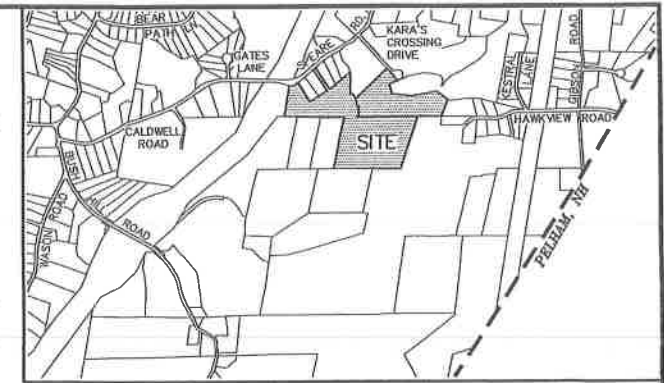 BEAR
PATH LN.
GATES
LANE
SPEARE RD.
KARA'S
CROSSING
DRIVE
KESTRAL
LANE
GIBSON ROAD
HAWKVIEW ROAD
CALDWELL
ROAD
SITE
BUSH HILL ROAD
WASON ROAD
PELHAM, NH